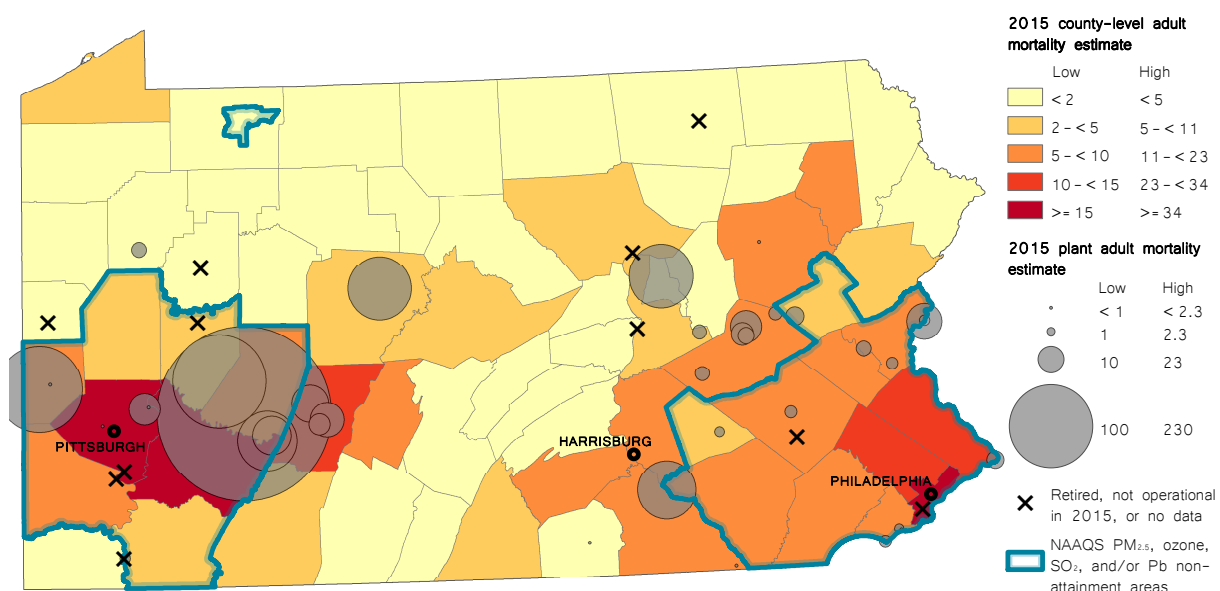 2015 county-level adult
mortality estimate
Low High
< 2 < 5
2 - < 5 5 - < 11
5 - < 10 11 - < 23
10 - < 15 23 - < 34
>= 15 >= 34
2015 plant adult mortality
estimate
Low High
< 1 < 2.3
1 2.3
10 23
100 230
Retired, not operational
in 2015, or no data
NAAQS PM2.5, ozone,
SO2, and/or Pb non-
attainment areas
PITTSBURGH
HARRISBURG
PHILADELPHIA